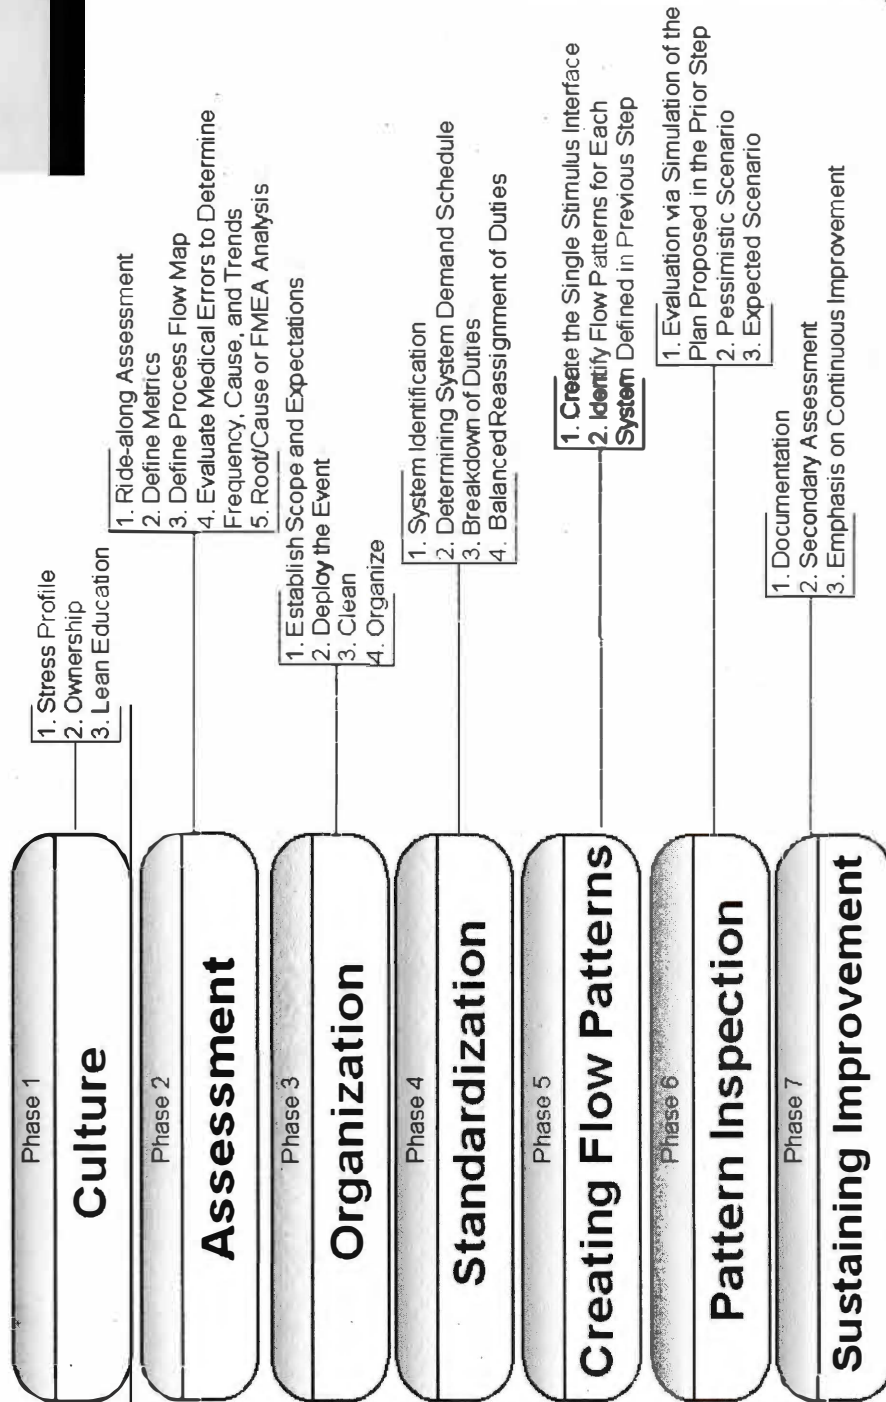 Phase 1
Culture
1. Stress Profile
2. Ownership
3. Lean Education
Phase 2
Assessment
1. Ride-along Assessment
2. Define Metrics
3. Define Process Flow Map
4. Evaluate Medical Errors to Determine
Frequency, Cause, and Trends
5. Root/Cause or FMEA Analysis
Phase 3
Organization
1. Establish Scope and Expectations
2. Deploy the Event
3. Clean
4. Organize
Phase 4
Standardization
1. System Identification
2. Determining System Demand Schedule
3. Breakdown of Duties
4. Balanced Reassignment of Duties
Phase 5
Creating Flow Patterns
1. Create the Single Stimulus Interface
2. Identify Flow Patterns for Each
System Defined in Previous Step
Phase 6
Pattern Inspection
1. Evaluation via Simulation of the
Plan Proposed in the Prior Step
2. Pessimistic Scenario
3. Expected Scenario
Phase 7
Sustaining Improvement
1. Documentation
2. Secondary Assessment
3. Emphasis on Continuous Improvement